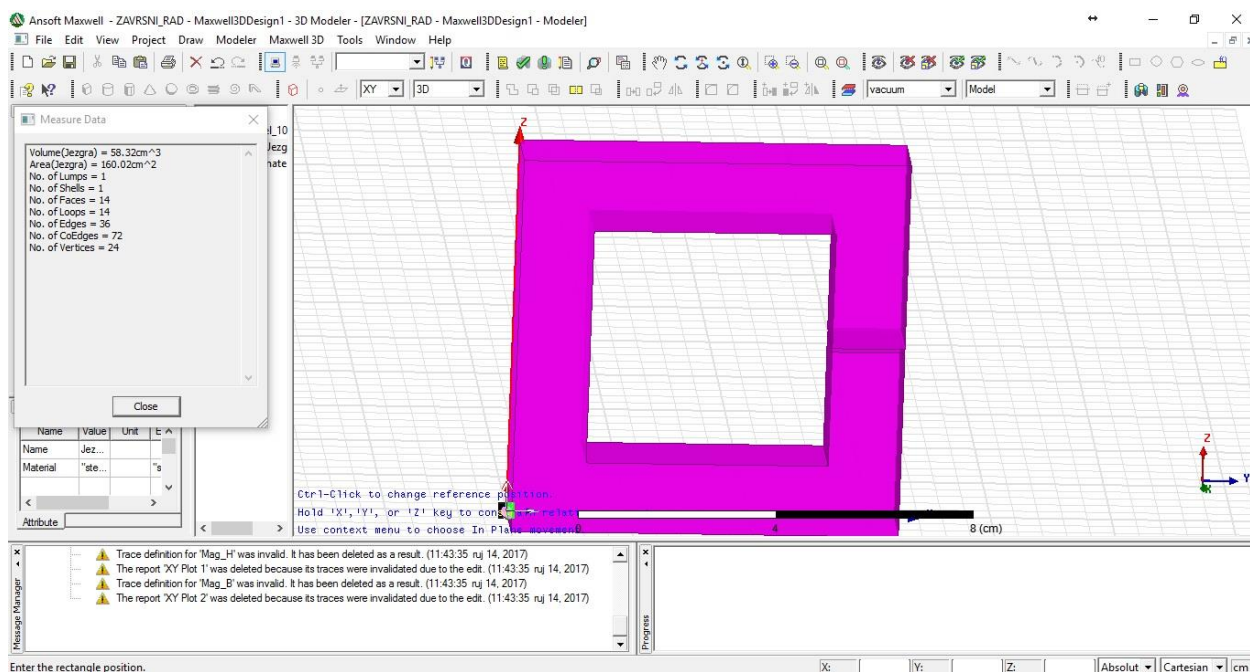 Ansoft Maxwell - ZAVRSNI_RAD - Maxwell3DDesign1 - 3D Modeler - [ZAVRSNI_RAD - Maxwell3DDesign1 - Modeler]
File Edit View Project Draw Modeler Maxwell 3D Tools Window Help
XY 3D vacuum Model
Measure Data
Volume(Jezgra) = 58.32cm^3
Area(Jezgra) = 160.02cm^2
No. of Lumps = 1
No. of Shells = 1
No. of Faces = 14
No. of Loops = 14
No. of Edges = 36
No. of CoEdges = 72
No. of Vertices = 24
Close
Name Value Unit E
Name Jez...
Material "ste... "s
Attribute
el_10
Jezg
nate
Z
Z
Y
X
Ctrl-Click to change reference position.
Hold 'X','Y', or 'Z' key to
Use context menu to choose In Plane movement
0 4 8 (cm)
Message Manager
Trace definition for 'Mag_H' was invalid. It has been deleted as a result. (11:43:35 ruj 14, 2017)
The report 'XY Plot 1' was deleted because its traces were invalidated due to the edit. (11:43:35 ruj 14, 2017)
Trace definition for 'Mag_B' was invalid. It has been deleted as a result. (11:43:35 ruj 14, 2017)
The report 'XY Plot 2' was deleted because its traces were invalidated due to the edit. (11:43:35 ruj 14, 2017)
Progress
Enter the rectangle position.
X: Y: Z: Absolut Cartesian cm